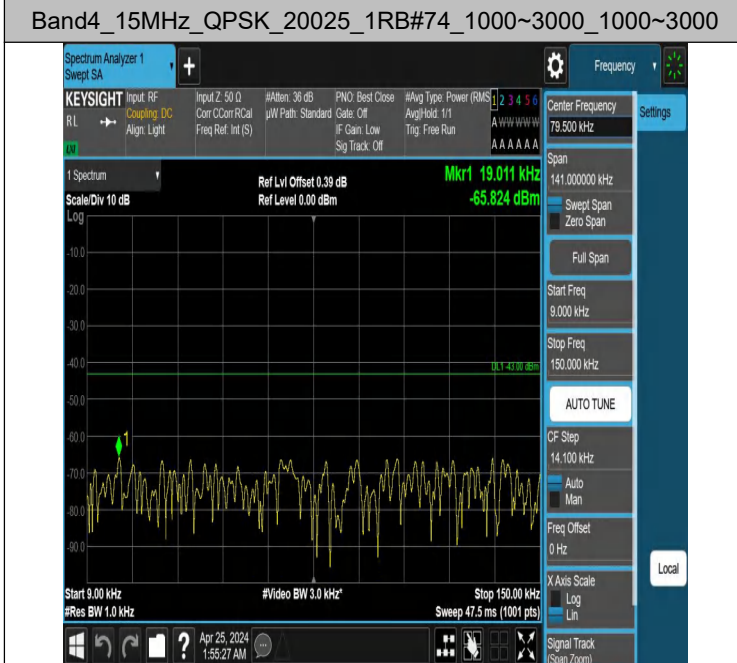 Band4_15MHz_QPSK_20025_1RB#74_1000~3000_1000~3000
Spectrum Analyzer 1
Swept SA
+
Frequency
KEYSIGHT
RL
Input: RF
Coupling: DC
Align: Light
Input Z: 50 Ω
Corr CCorr RCal
Freq Ref: Int (S)
#Atten: 36 dB
µW Path: Standard
PNO: Best Close
Gate: Off
IF Gain: Low
Sig Track: Off
#Avg Type: Power (RMS
Avg|Hold: 1/1
Trig: Free Run
1 2 3 4 5 6
A W W W W W
A A A A A A
Center Frequency
79.500 kHz
Settings
1 Spectrum
Scale/Div 10 dB
Ref Lvl Offset 0.39 dB
Ref Level 0.00 dBm
Mkr1 19.011 kHz
-65.824 dBm
Span
141.000000 kHz
Swept Span
Zero Span
Full Span
Start Freq
9.000 kHz
Stop Freq
150.000 kHz
AUTO TUNE
CF Step
14.100 kHz
Auto
Man
Freq Offset
0 Hz
X Axis Scale
Log
Lin
Signal Track
(Span Zoom)
Local
Log
-10.0
-20.0
-30.0
-40.0
-50.0
-60.0
-70.0
-80.0
-90.0
DL1 -43.00 dBm
1
Start 9.00 kHz
#Res BW 1.0 kHz
#Video BW 3.0 kHz*
Stop 150.00 kHz
Sweep 47.5 ms (1001 pts)
?
Apr 25, 2024
1:55:27 AM